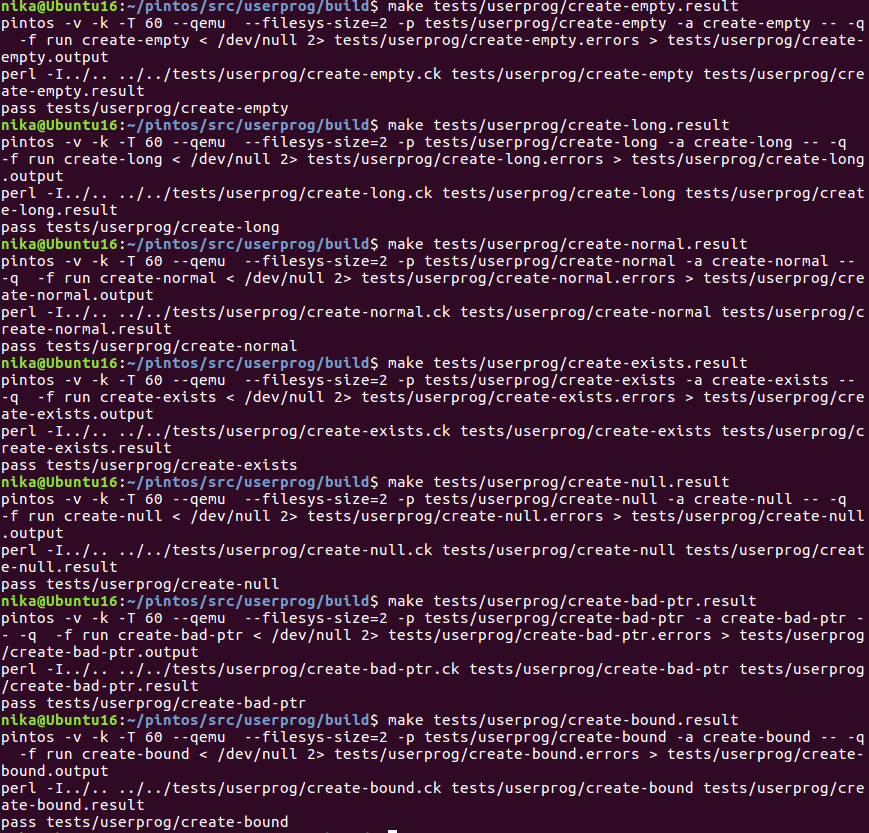 nika@Ubuntu16:~/pintos/src/userprog/build$ make tests/userprog/create-empty.result
pintos -v -k -T 60 --qemu  --filesys-size=2 -p tests/userprog/create-empty -a create-empty -- -q
  -f run create-empty < /dev/null 2> tests/userprog/create-empty.errors > tests/userprog/create-
empty.output
perl -I../.. ../../tests/userprog/create-empty.ck tests/userprog/create-empty tests/userprog/cre
ate-empty.result
pass tests/userprog/create-empty
nika@Ubuntu16:~/pintos/src/userprog/build$ make tests/userprog/create-long.result
pintos -v -k -T 60 --qemu  --filesys-size=2 -p tests/userprog/create-long -a create-long -- -q
-f run create-long < /dev/null 2> tests/userprog/create-long.errors > tests/userprog/create-long
.output
perl -I../.. ../../tests/userprog/create-long.ck tests/userprog/create-long tests/userprog/creat
e-long.result
pass tests/userprog/create-long
nika@Ubuntu16:~/pintos/src/userprog/build$ make tests/userprog/create-normal.result
pintos -v -k -T 60 --qemu  --filesys-size=2 -p tests/userprog/create-normal -a create-normal --
-q  -f run create-normal < /dev/null 2> tests/userprog/create-normal.errors > tests/userprog/cre
ate-normal.output
perl -I../.. ../../tests/userprog/create-normal.ck tests/userprog/create-normal tests/userprog/c
reate-normal.result
pass tests/userprog/create-normal
nika@Ubuntu16:~/pintos/src/userprog/build$ make tests/userprog/create-exists.result
pintos -v -k -T 60 --qemu  --filesys-size=2 -p tests/userprog/create-exists -a create-exists --
-q  -f run create-exists < /dev/null 2> tests/userprog/create-exists.errors > tests/userprog/cre
ate-exists.output
perl -I../.. ../../tests/userprog/create-exists.ck tests/userprog/create-exists tests/userprog/c
reate-exists.result
pass tests/userprog/create-exists
nika@Ubuntu16:~/pintos/src/userprog/build$ make tests/userprog/create-null.result
pintos -v -k -T 60 --qemu  --filesys-size=2 -p tests/userprog/create-null -a create-null -- -q
-f run create-null < /dev/null 2> tests/userprog/create-null.errors > tests/userprog/create-null
.output
perl -I../.. ../../tests/userprog/create-null.ck tests/userprog/create-null tests/userprog/creat
e-null.result
pass tests/userprog/create-null
nika@Ubuntu16:~/pintos/src/userprog/build$ make tests/userprog/create-bad-ptr.result
pintos -v -k -T 60 --qemu  --filesys-size=2 -p tests/userprog/create-bad-ptr -a create-bad-ptr -
- -q  -f run create-bad-ptr < /dev/null 2> tests/userprog/create-bad-ptr.errors > tests/userprog
/create-bad-ptr.output
perl -I../.. ../../tests/userprog/create-bad-ptr.ck tests/userprog/create-bad-ptr tests/userprog
/create-bad-ptr.result
pass tests/userprog/create-bad-ptr
nika@Ubuntu16:~/pintos/src/userprog/build$ make tests/userprog/create-bound.result
pintos -v -k -T 60 --qemu  --filesys-size=2 -p tests/userprog/create-bound -a create-bound -- -q
  -f run create-bound < /dev/null 2> tests/userprog/create-bound.errors > tests/userprog/create-
bound.output
perl -I../.. ../../tests/userprog/create-bound.ck tests/userprog/create-bound tests/userprog/cre
ate-bound.result
pass tests/userprog/create-bound